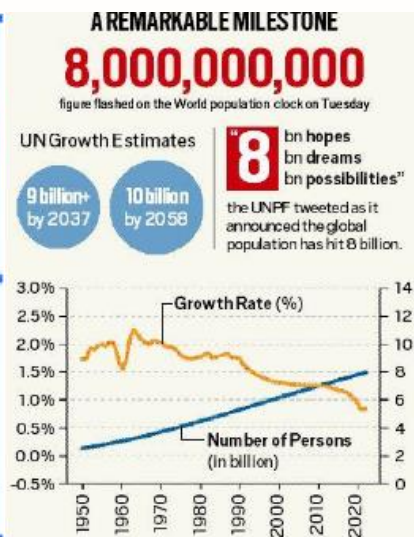 A REMARKABLE MILESTONE
8,000,000,000
figure flashed on the World population clock on Tuesday
UN Growth Estimates
9 billion+
by 2037
10 billion
by 2058
"8
bn hopes
bn dreams
bn possibilities"
the UNPF tweeted as it
announced the global
population has hit 8 billion.
3.0%
2.5%
2.0%
1.5%
1.0%
0.5%
0.0%
-0.5%
Growth Rate (%)
Number of Persons
(in billion)
14
12
10
8
6
4
2
0
1950
1960
1970
1980
1990
2000
2010
2020